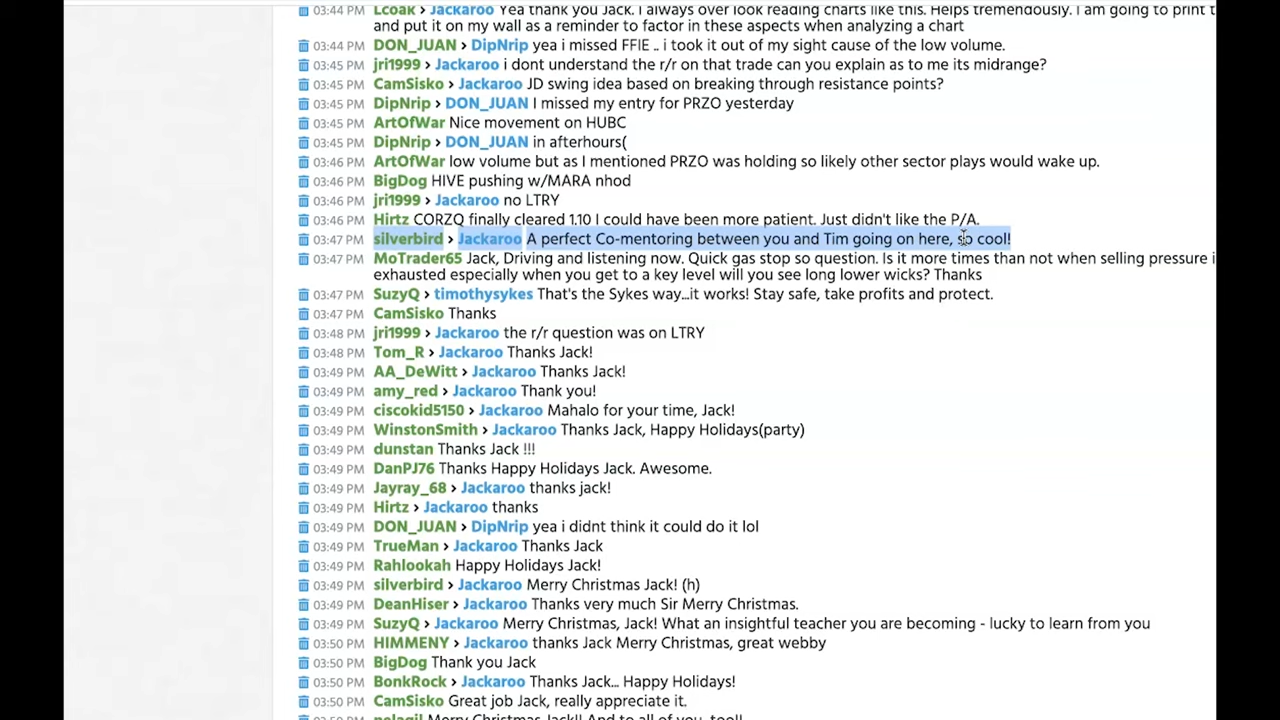 03:44 PM Lcoak › Jackaroo Yea thank you Jack. I always over look reading charts like this. Helps tremendously. I am going to print t
and put it on my wall as a reminder to factor in these aspects when analyzing a chart
03:44 PM DON_JUAN › DipNrip yea i missed FFIE .. i took it out of my sight cause of the low volume.
03:45 PM jri1999 › Jackaroo i dont understand the r/r on that trade can you explain as to me its midrange?
03:45 PM CamSisko › Jackaroo JD swing idea based on breaking through resistance points?
03:45 PM DipNrip › DON_JUAN I missed my entry for PRZO yesterday
03:45 PM ArtOfWar Nice movement on HUBC
03:45 PM DipNrip › DON_JUAN in afterhours(
03:46 PM ArtOfWar low volume but as I mentioned PRZO was holding so likely other sector plays would wake up.
03:46 PM BigDog HIVE pushing w/MARA nhod
03:46 PM jri1999 › Jackaroo no LTRY
03:46 PM Hirtz CORZQ finally cleared 1.10 I could have been more patient. Just didn't like the P/A.
03:47 PM silverbird › Jackaroo A perfect Co-mentoring between you and Tim going on here, so cool!
03:47 PM MoTrader65 Jack, Driving and listening now. Quick gas stop so question. Is it more times than not when selling pressure i
exhausted especially when you get to a key level will you see long lower wicks? Thanks
03:47 PM SuzyQ › timothysykes That's the Sykes way...it works! Stay safe, take profits and protect.
03:47 PM CamSisko Thanks
03:48 PM jri1999 › Jackaroo the r/r question was on LTRY
03:48 PM Tom_R › Jackaroo Thanks Jack!
03:49 PM AA_DeWitt › Jackaroo Thanks Jack!
03:49 PM amy_red › Jackaroo Thank you!
03:49 PM ciscokid5150 › Jackaroo Mahalo for your time, Jack!
03:49 PM WinstonSmith › Jackaroo Thanks Jack, Happy Holidays(party)
03:49 PM dunstan Thanks Jack !!!
03:49 PM DanPJ76 Thanks Happy Holidays Jack. Awesome.
03:49 PM Jayray_68 › Jackaroo thanks jack!
03:49 PM Hirtz › Jackaroo thanks
03:49 PM DON_JUAN › DipNrip yea i didnt think it could do it lol
03:49 PM TrueMan › Jackaroo Thanks Jack
03:49 PM Rahlookah Happy Holidays Jack!
03:49 PM silverbird › Jackaroo Merry Christmas Jack! (h)
03:49 PM DeanHiser › Jackaroo Thanks very much Sir Merry Christmas.
03:49 PM SuzyQ › Jackaroo Merry Christmas, Jack! What an insightful teacher you are becoming - lucky to learn from you
03:50 PM HIMMENY › Jackaroo thanks Jack Merry Christmas, great webby
03:50 PM BigDog Thank you Jack
03:50 PM BonkRock › Jackaroo Thanks Jack... Happy Holidays!
03:50 PM CamSisko Great job Jack, really appreciate it.
03:50 PM pelagil Merry Christmas Jack!! And to all of you, too!!